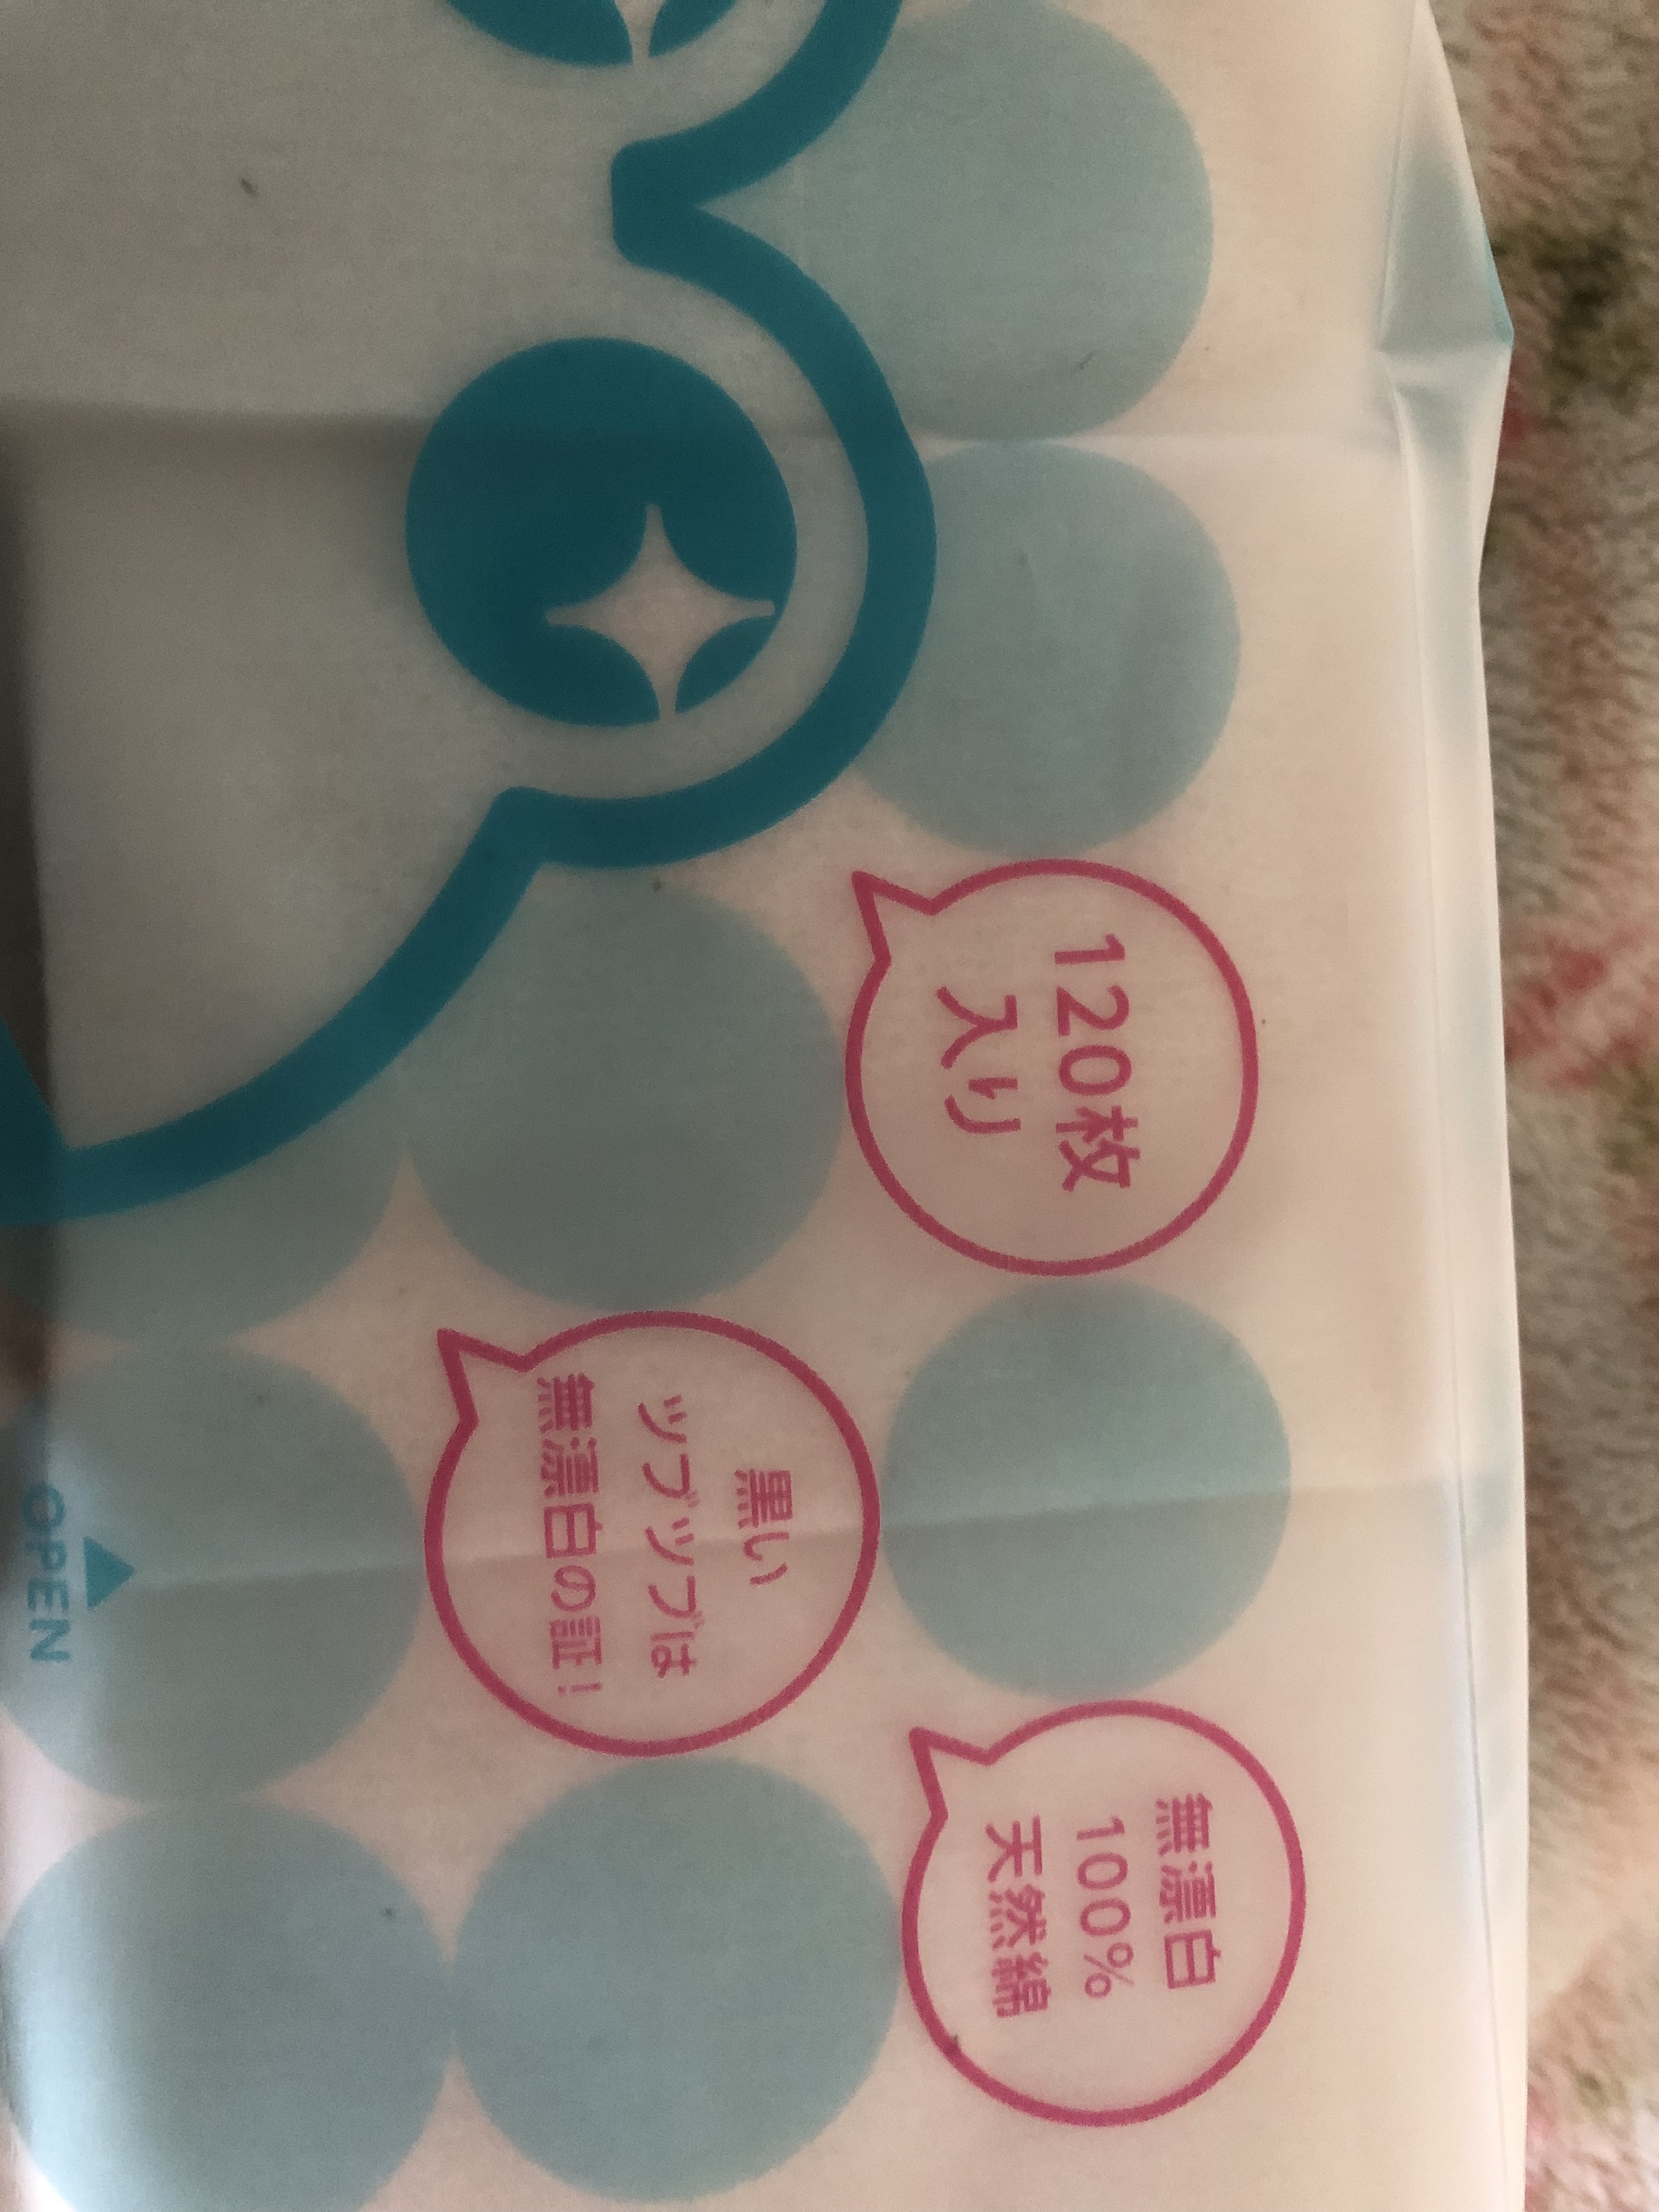 120枚
入り
黒い
ツブツブは
無漂白の証!
無漂白
100%
天然綿
OPEN